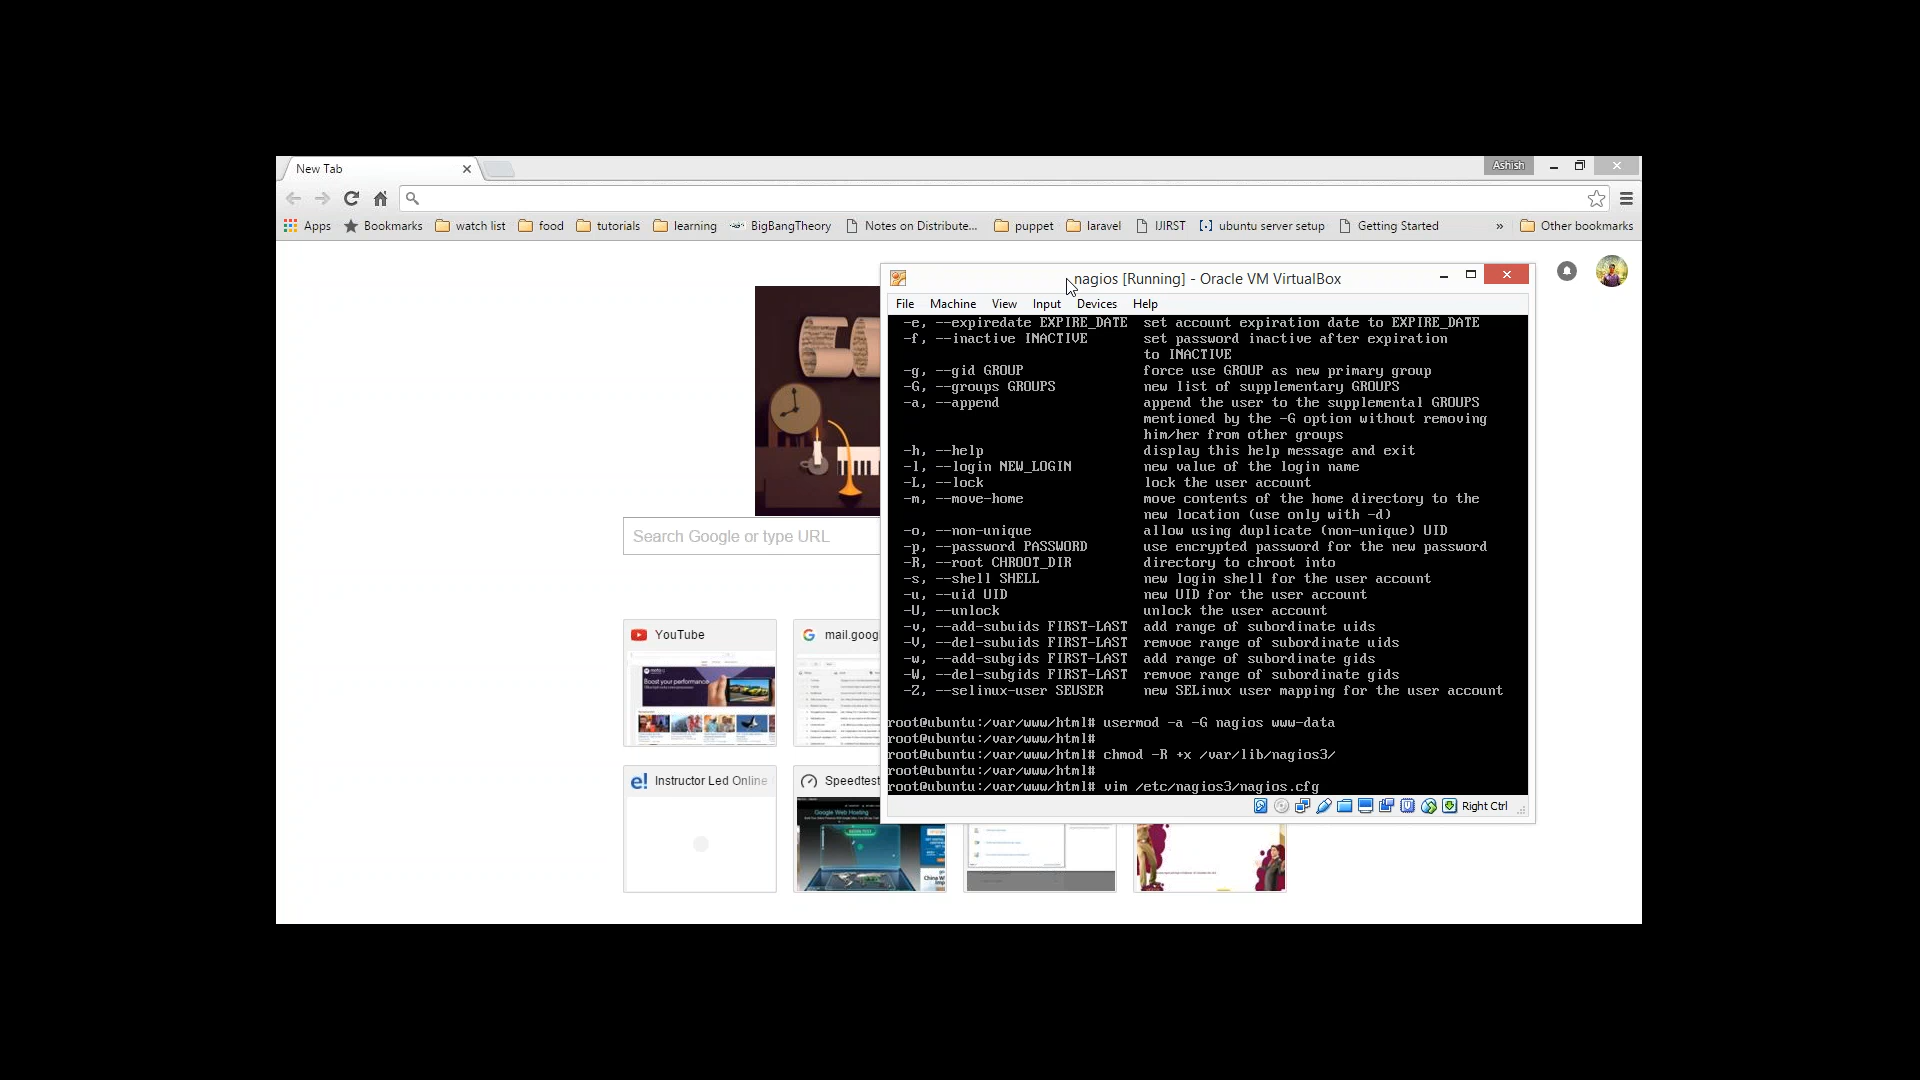 New Tab
Ashish
Apps Bookmarks watch list food tutorials learning BigBangTheory Notes on Distribute... puppet laravel IJIRST ubuntu server setup Getting Started » Other bookmarks
nagios [Running] - Oracle VM VirtualBox
File Machine View Input Devices Help
-e, --expiredate EXPIRE_DATE set account expiration date to EXPIRE_DATE
-f, --inactive INACTIVE set password inactive after expiration
to INACTIVE
-g, --gid GROUP force use GROUP as new primary group
-G, --groups GROUPS new list of supplementary GROUPS
-a, --append append the user to the supplemental GROUPS
mentioned by the -G option without removing
him/her from other groups
-h, --help display this help message and exit
-l, --login NEW_LOGIN new value of the login name
-L, --lock lock the user account
-m, --move-home move contents of the home directory to the
new location (use only with -d)
-o, --non-unique allow using duplicate (non-unique) UID
-p, --password PASSWORD use encrypted password for the new password
-R, --root CHROOT_DIR directory to chroot into
-s, --shell SHELL new login shell for the user account
-u, --uid UID new UID for the user account
-U, --unlock unlock the user account
-v, --add-subuids FIRST-LAST add range of subordinate uids
-V, --del-subuids FIRST-LAST remvoe range of subordinate uids
-w, --add-subgids FIRST-LAST add range of subordinate gids
-W, --del-subgids FIRST-LAST remvoe range of subordinate gids
-Z, --selinux-user SEUSER new SELinux user mapping for the user account
root@ubuntu:/var/www/html# usermod -a -G nagios www-data
root@ubuntu:/var/www/html#
root@ubuntu:/var/www/html# chmod -R +x /var/lib/nagios3/
root@ubuntu:/var/www/html#
root@ubuntu:/var/www/html# vim /etc/nagios3/nagios.cfg
Right Ctrl
Search Google or type URL
YouTube mail.goog
Boost your performance
e! Instructor Led Online Speedtest
Google Web Hosting